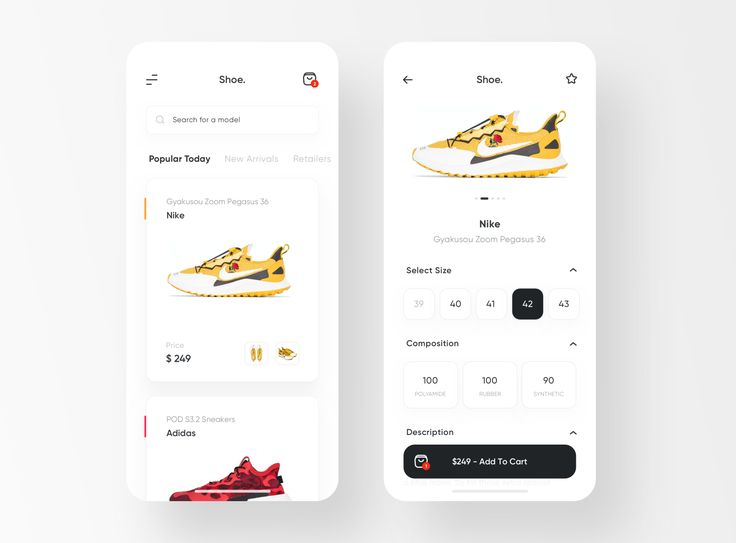 Shoe.
2
Search for a model
Popular Today New Arrivals Retailers
Gyakusou Zoom Pegasus 36
Nike
Price
$ 249
POD S3.2 Sneakers
Adidas
Shoe.
Nike
Gyakusou Zoom Pegasus 36
Select Size
39 40 41 42 43
Composition
100 100 90
POLYAMIDE RUBBER SYNTHETIC
Description
1 $249 - Add To Cart